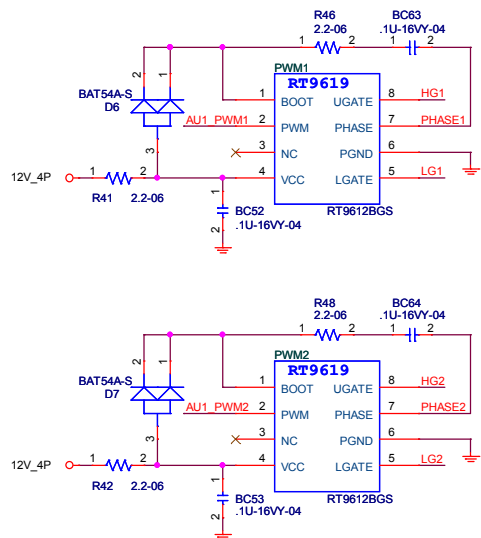 R46
2.2-06
BC63
.1U-16VY-04
1 2 1 2
PWM1
RT9619
2 1
BAT54A-S
D6
3
1 BOOT UGATE 8 HG1
AU1_PWM1 2 PWM PHASE 7 PHASE1
3 NC PGND 6
4 VCC LGATE 5 LG1
12V_4P 1 2
R41 2.2-06
1
2
BC52
.1U-16VY-04
RT9612BGS
R48
2.2-06
BC64
.1U-16VY-04
1 2 1 2
PWM2
RT9619
2 1
BAT54A-S
D7
3
1 BOOT UGATE 8 HG2
AU1_PWM2 2 PWM PHASE 7 PHASE2
3 NC PGND 6
4 VCC LGATE 5 LG2
12V_4P 1 2
R42 2.2-06
1
2
BC53
.1U-16VY-04
RT9612BGS